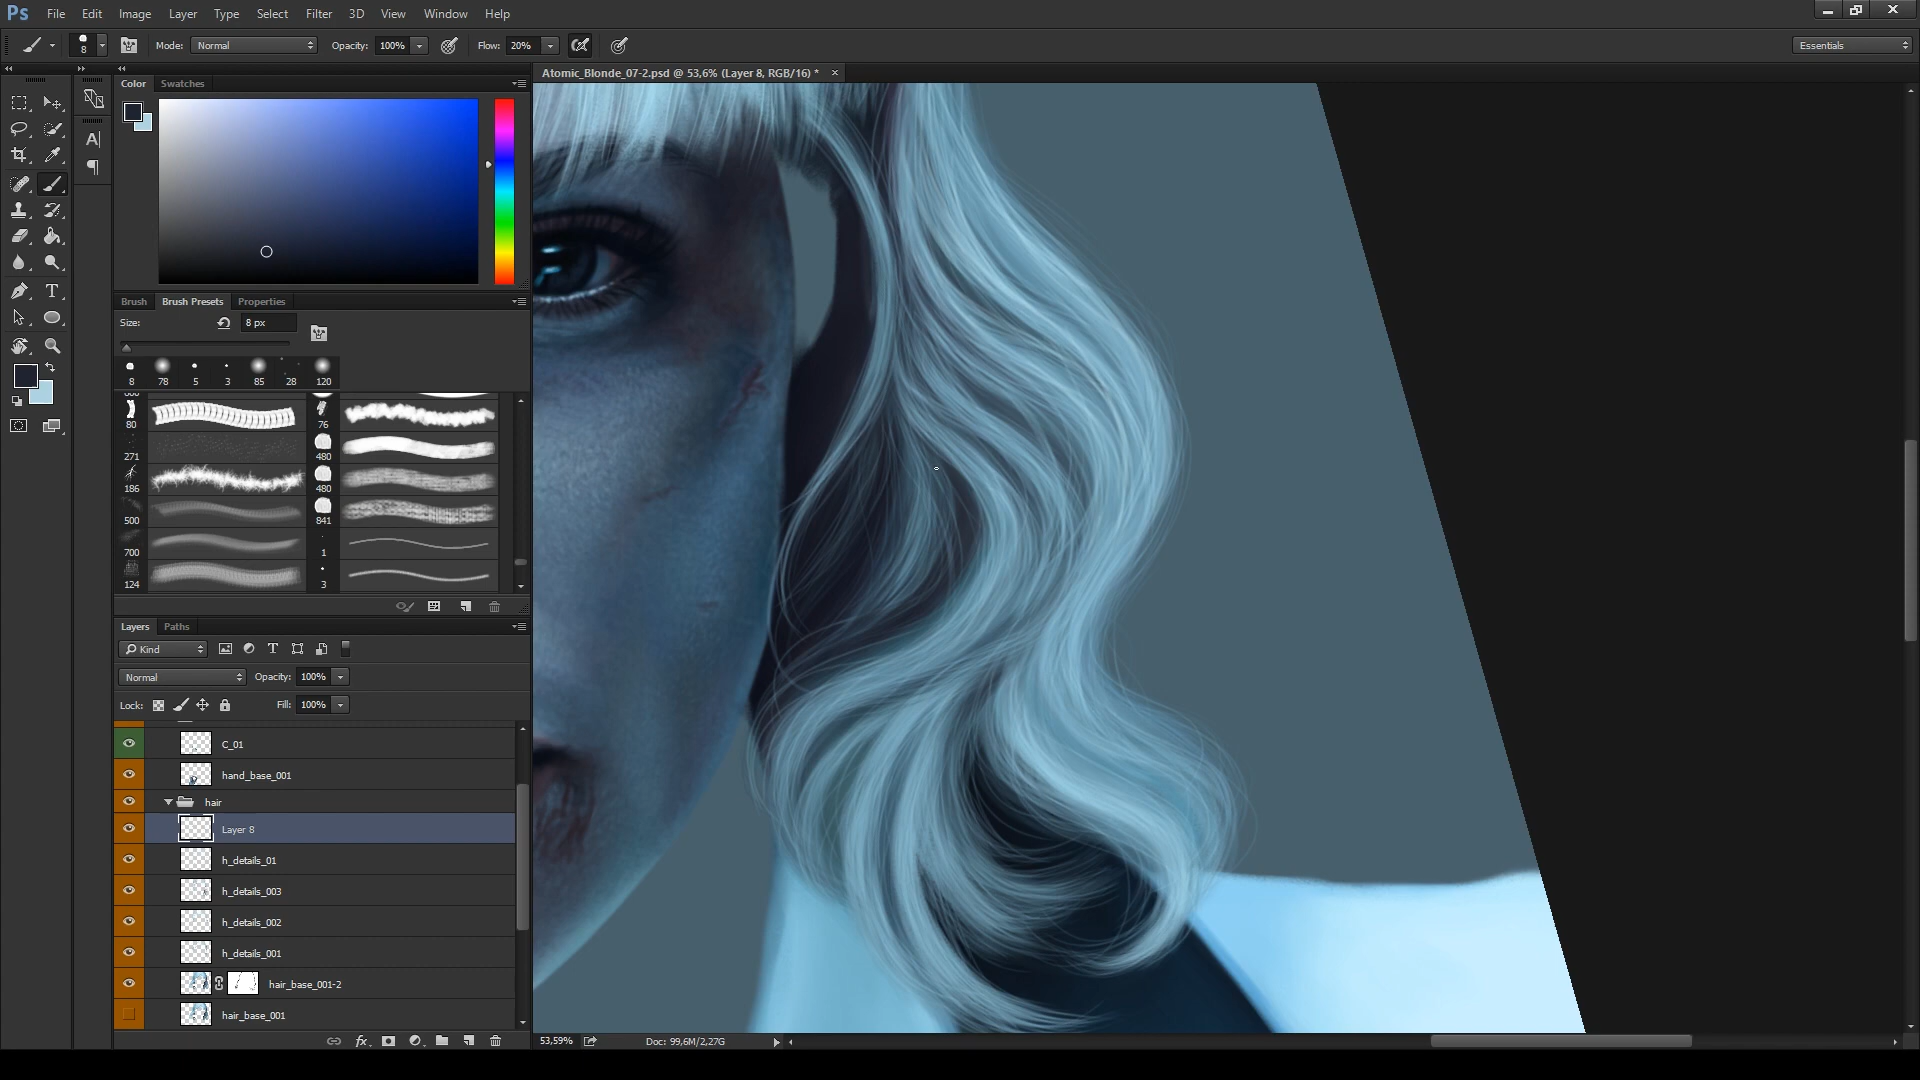 Ps File Edit Image Layer Type Select Filter 3D View Window Help
8 Mode: Normal Opacity: 100% Flow: 20% Essentials
Atomic_Blonde_07-2.psd @ 53,6% (Layer 8, RGB/16) * ×
Color Swatches
Brush Brush Presets Properties
Size: 8 px
8 78 5 3 85 28 120
80 76
271 480
186 480
500 841
700 1
124 3
Layers Paths
Kind
Normal Opacity: 100%
Lock: Fill: 100%
C_01
hand_base_001
hair
Layer 8
h_details_01
h_details_003
h_details_002
h_details_001
hair_base_001-2
hair_base_001
fx
53,59% Doc: 99,6M/2,27G